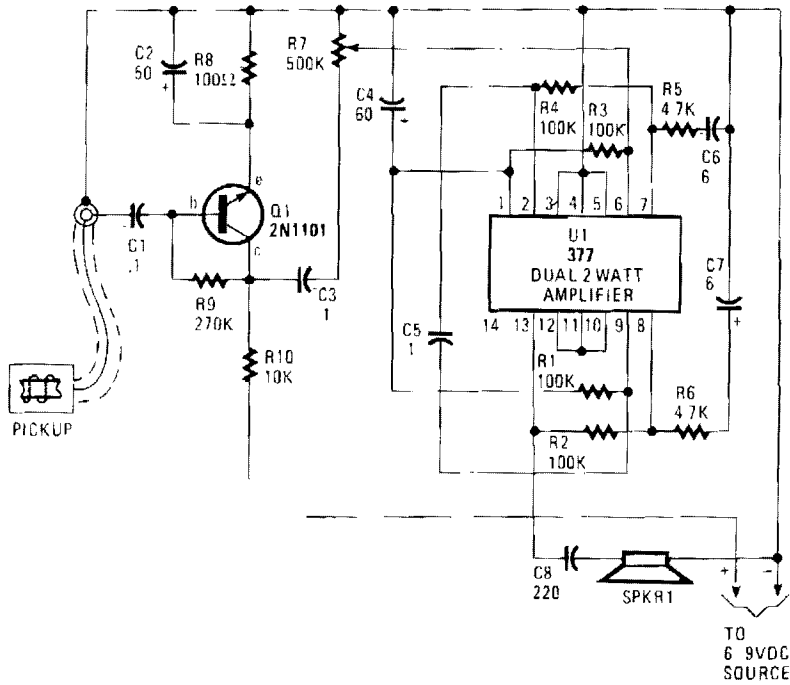 C2
50
R8
100Ω
R7
500K
C4
60
R4
100K
R3
100K
R5
4.7K
C6
6
e
b
Q1
2N1101
c
C1
.1
R9
270K
C3
1
R10
10K
PICKUP
1 2 3 4 5 6 7
U1
377
DUAL 2 WATT
AMPLIFIER
14 13 12 11 10 9 8
C5
1
C7
6
R1
100K
R2
100K
R6
4.7K
C8
220
SPKR1
+ -
TO
6 9VDC
SOURCE